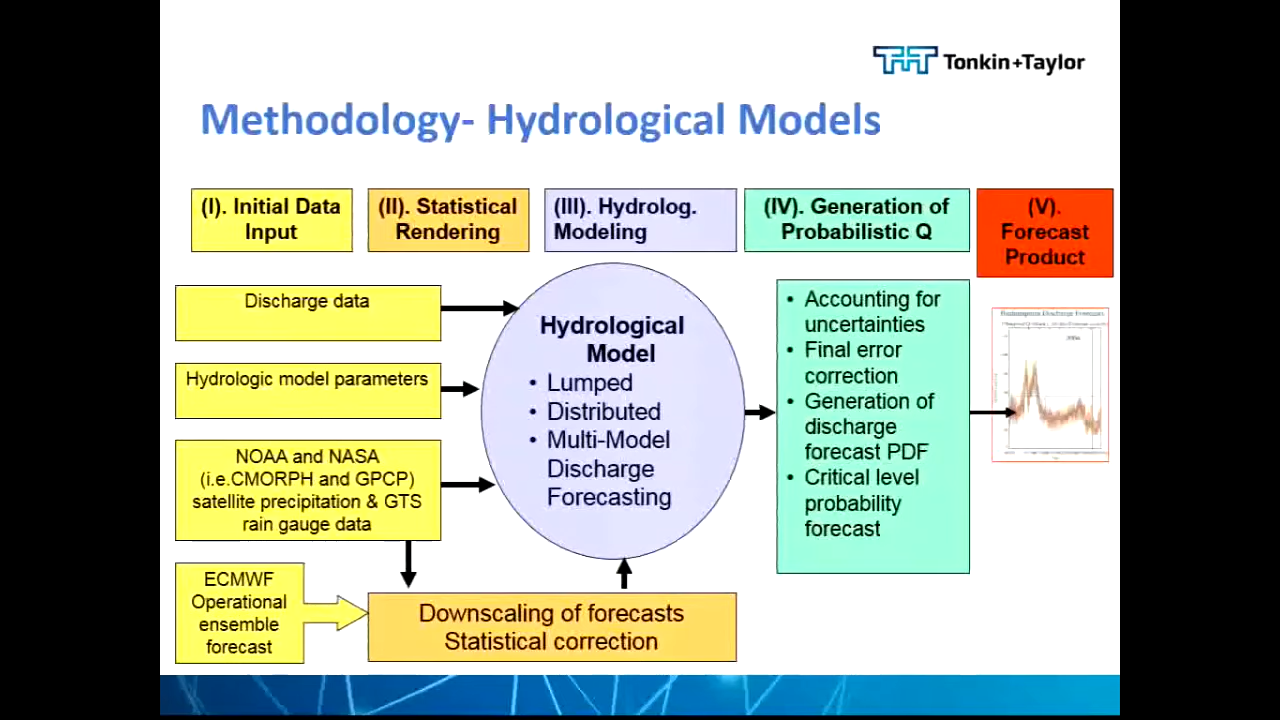 Tonkin+Taylor
Methodology- Hydrological Models
(I). Initial Data
Input
(II). Statistical
Rendering
(III). Hydrolog.
Modeling
(IV). Generation of
Probabilistic Q
(V).
Forecast
Product
Discharge data
Hydrologic model parameters
NOAA and NASA
(i.e.CMORPH and GPCP)
satellite precipitation & GTS
rain gauge data
ECMWF
Operational
ensemble
forecast
Downscaling of forecasts
Statistical correction
Hydrological
Model
• Lumped
• Distributed
• Multi-Model
Discharge
Forecasting
• Accounting for
uncertainties
• Final error
correction
• Generation of
discharge
forecast PDF
• Critical level
probability
forecast
Discharge Forecasts